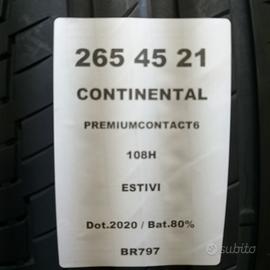 265 45 21
CONTINENTAL
PREMIUMCONTACT6
108H
ESTIVI
Dot.2020 / Bat.80%
BR797
subito